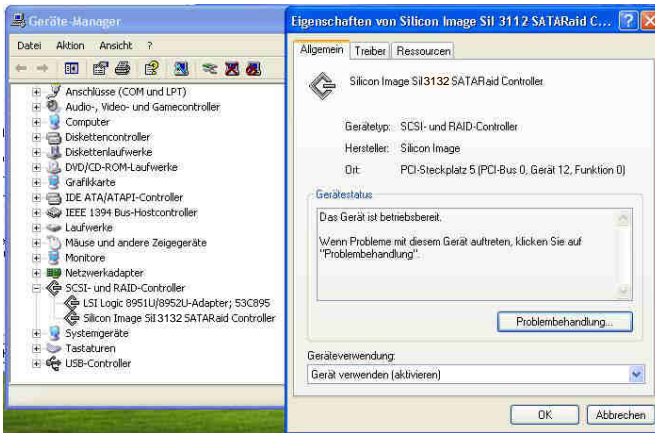 Geräte-Manager
Datei Aktion Ansicht ?
Anschlüsse (COM und LPT)
Audio-, Video- und Gamecontroller
Computer
Diskettencontroller
Diskettenlaufwerke
DVD/CD-ROM-Laufwerke
Grafikkarte
IDE ATA/ATAPI-Controller
IEEE 1394 Bus-Hostcontroller
Laufwerke
Mäuse und andere Zeigegeräte
Monitore
Netzwerkadapter
SCSI- und RAID-Controller
LSI Logic 8951U/8952U-Adapter; 53C895
Silicon Image SiI 3132 SATARaid Controller
Systemgeräte
Tastaturen
USB-Controller
Eigenschaften von Silicon Image SiI 3112 SATARaid C...
Allgemein Treiber Ressourcen
Silicon Image SiI3132 SATARaid Controller
Gerätetyp: SCSI- und RAID-Controller
Hersteller: Silicon Image
Ort: PCI-Steckplatz 5 (PCI-Bus 0, Gerät 12, Funktion 0)
Gerätestatus
Das Gerät ist betriebsbereit.
Wenn Probleme mit diesem Gerät auftreten, klicken Sie auf
"Problembehandlung".
Problembehandlung...
Geräteverwendung:
Gerät verwenden (aktivieren)
OK Abbrechen